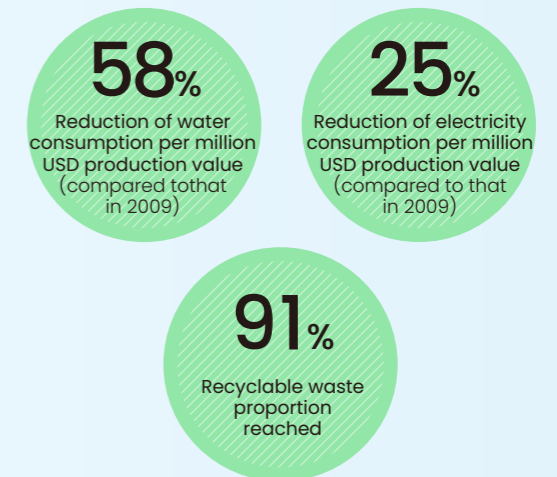 58%
Reduction of water
consumption per million
USD production value
(compared tothat
in 2009)
25%
Reduction of electricity
consumption per million
USD production value
(compared to that
in 2009)
91%
Recyclable waste
proportion
reached